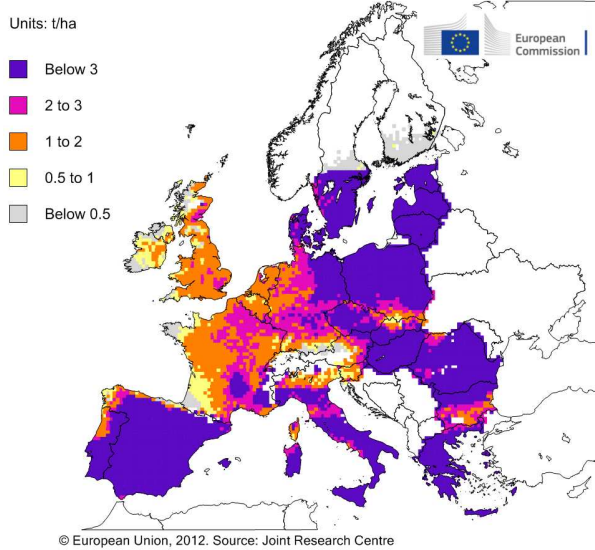 Units: t/ha
Below 3
2 to 3
1 to 2
0.5 to 1
Below 0.5
European
Commission
© European Union, 2012. Source: Joint Research Centre